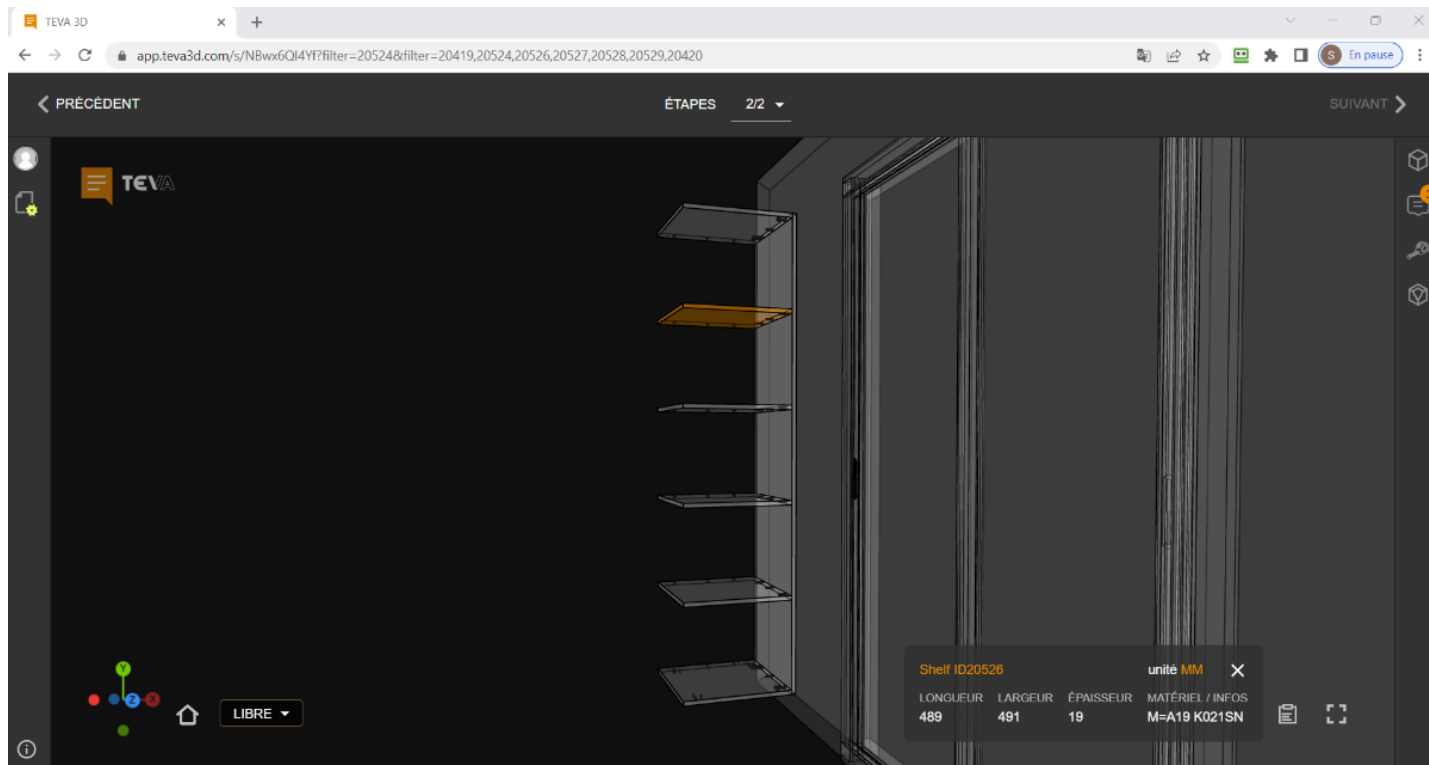 TEVA 3D
app.teva3d.com/s/NBwx6QI4Yf?filter=20524&filter=20419,20524,20526,20527,20528,20529,20420
S En pause
PRÉCÉDENT
ÉTAPES 2/2
SUIVANT
TEVA
Shelf ID20526 unité MM
LONGUEUR LARGEUR ÉPAISSEUR MATÉRIEL / INFOS
489 491 19 M=A19 K021SN
Y
Z X
LIBRE